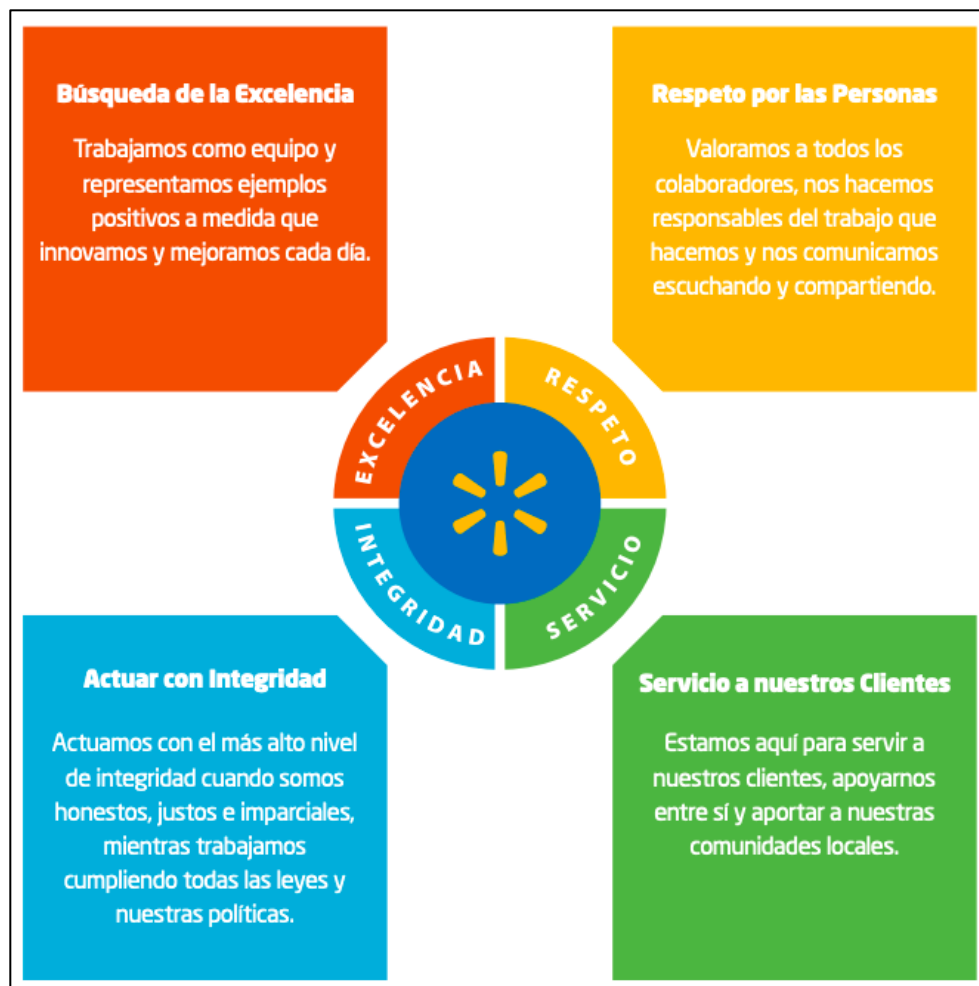 Búsqueda de la Excelencia
Trabajamos como equipo y
representamos ejemplos
positivos a medida que
innovamos y mejoramos cada día.
Respeto por las Personas
Valoramos a todos los
colaboradores, nos hacemos
responsables del trabajo que
hacemos y nos comunicamos
escuchando y compartiendo.
EXCELENCIA
RESPETO
INTEGRIDAD
SERVICIO
Actuar con Integridad
Actuamos con el más alto nivel
de integridad cuando somos
honestos, justos e imparciales,
mientras trabajamos
cumpliendo todas las leyes y
nuestras políticas.
Servicio a nuestros Clientes
Estamos aquí para servir a
nuestros clientes, apoyarnos
entre sí y aportar a nuestras
comunidades locales.